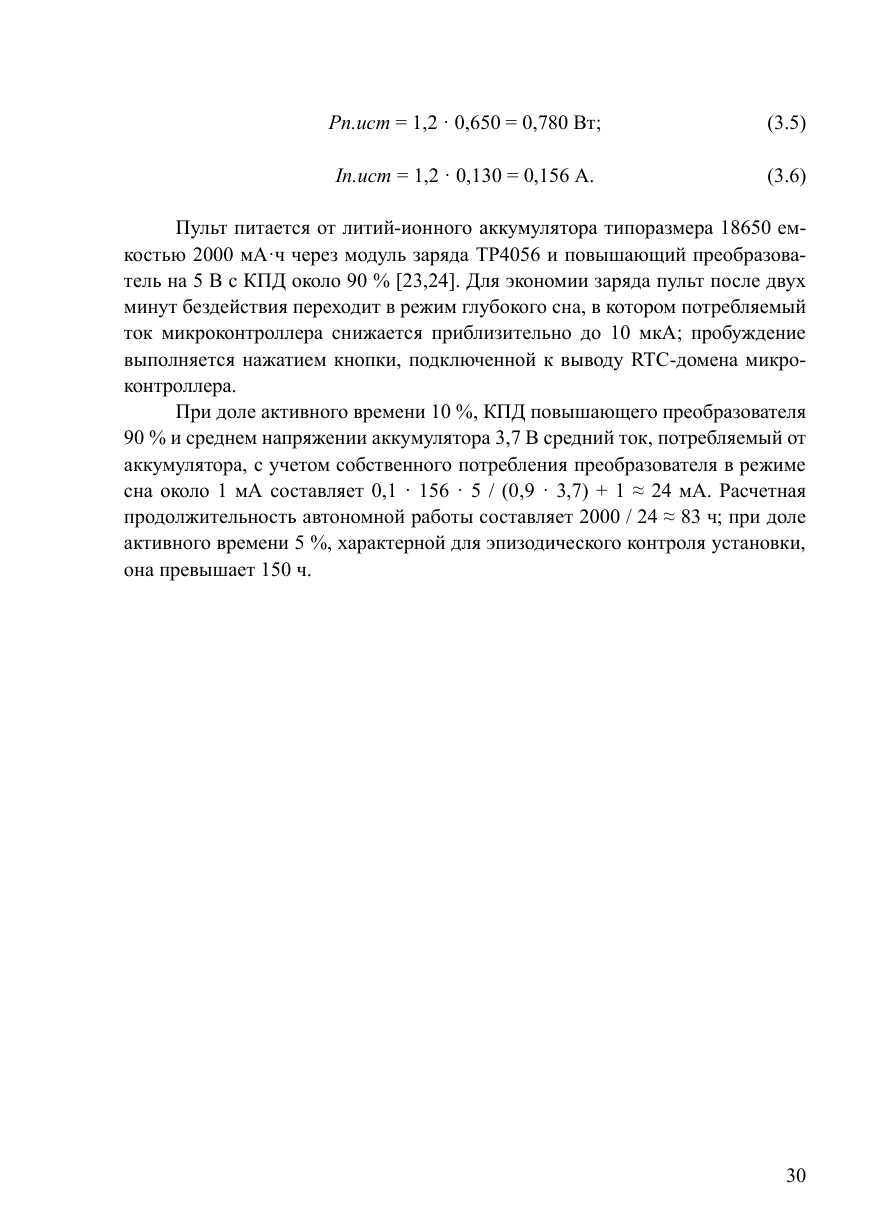 Pп.ист = 1,2 · 0,650 = 0,780 Вт; (3.5)
Iп.ист = 1,2 · 0,130 = 0,156 А. (3.6)
Пульт питается от литий-ионного аккумулятора типоразмера 18650 ем-
костью 2000 мА·ч через модуль заряда TP4056 и повышающий преобразова-
тель на 5 В с КПД около 90 % [23,24]. Для экономии заряда пульт после двух
минут бездействия переходит в режим глубокого сна, в котором потребляемый
ток микроконтроллера снижается приблизительно до 10 мкА; пробуждение
выполняется нажатием кнопки, подключенной к выводу RTC-домена микро-
контроллера.
При доле активного времени 10 %, КПД повышающего преобразователя
90 % и среднем напряжении аккумулятора 3,7 В средний ток, потребляемый от
аккумулятора, с учетом собственного потребления преобразователя в режиме
сна около 1 мА составляет 0,1 · 156 · 5 / (0,9 · 3,7) + 1 ≈ 24 мА. Расчетная
продолжительность автономной работы составляет 2000 / 24 ≈ 83 ч; при доле
активного времени 5 %, характерной для эпизодического контроля установки,
она превышает 150 ч.
30